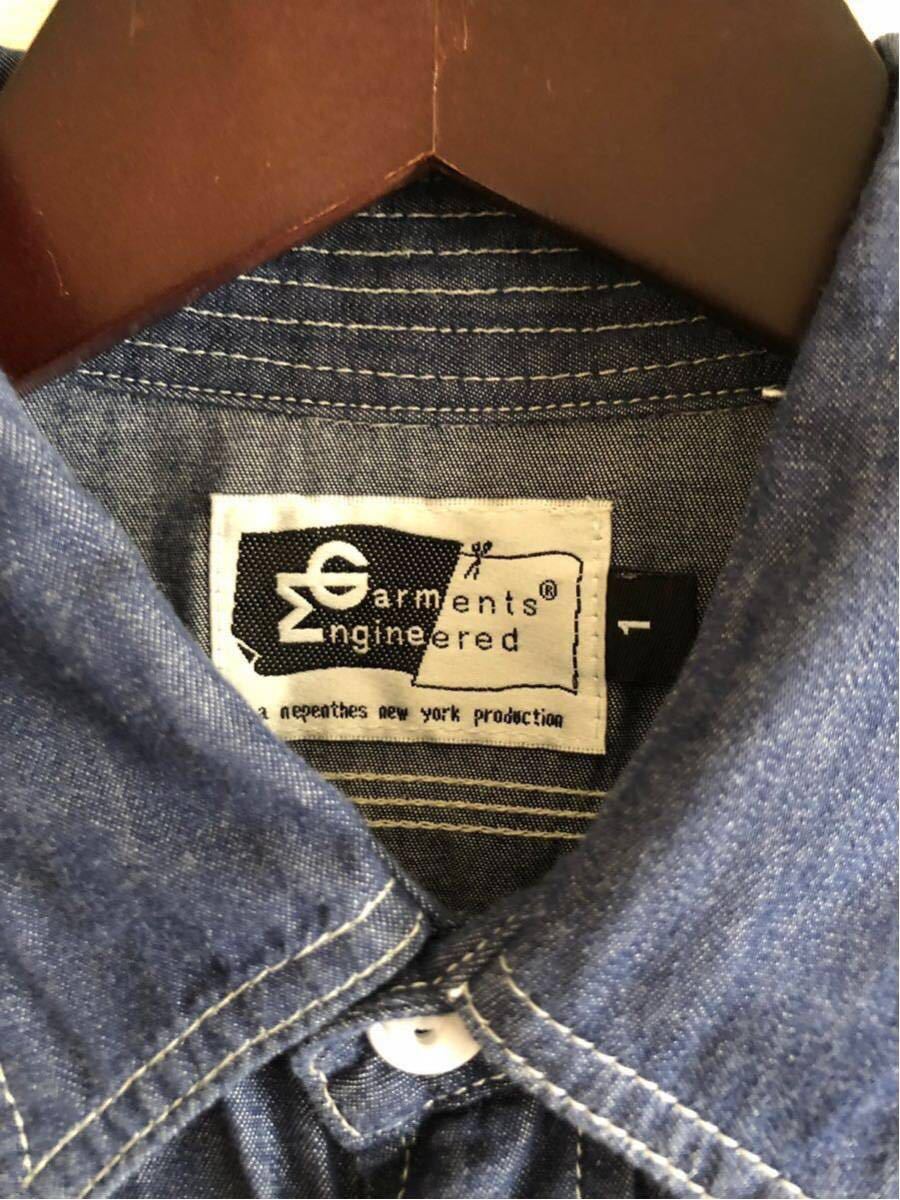 Garments®
Engineered
a nepenthes new york production
1